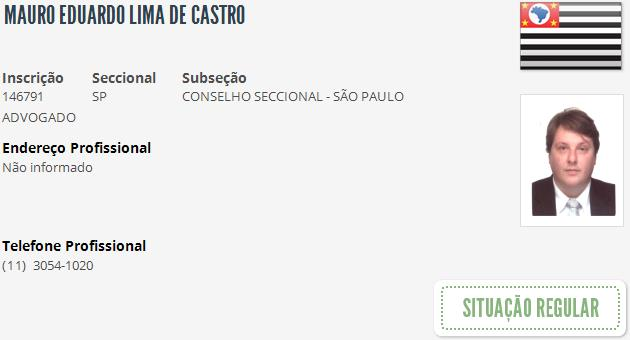 MAURO EDUARDO LIMA DE CASTRO
Inscrição Seccional Subseção
146791 SP CONSELHO SECCIONAL - SÃO PAULO
ADVOGADO
Endereço Profissional
Não informado
Telefone Profissional
(11) 3054-1020
SITUAÇÃO REGULAR